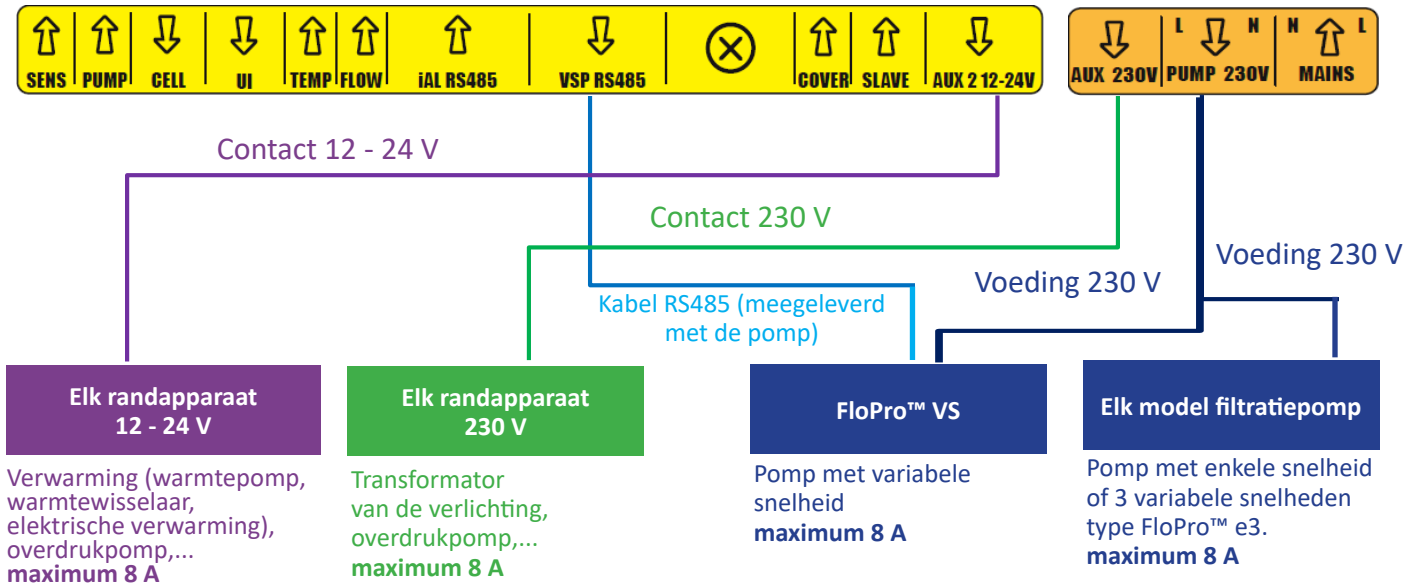 SENS PUMP CELL UI TEMP FLOW iAL RS485 VSP RS485 COVER SLAVE AUX 2 12-24V
L N N L
AUX 230V PUMP 230V MAINS
Contact 12 - 24 V
Contact 230 V
Voeding 230 V
Voeding 230 V
Kabel RS485 (meegeleverd
met de pomp)
Elk randapparaat
12 - 24 V
Verwarming (warmtepomp,
warmtewisselaar,
elektrische verwarming),
overdrukpomp,...
maximum 8 A
Elk randapparaat
230 V
Transformator
van de verlichting,
overdrukpomp,...
maximum 8 A
FloPro™ VS
Pomp met variabele
snelheid
maximum 8 A
Elk model filtratiepomp
Pomp met enkele snelheid
of 3 variabele snelheden
type FloPro™ e3.
maximum 8 A